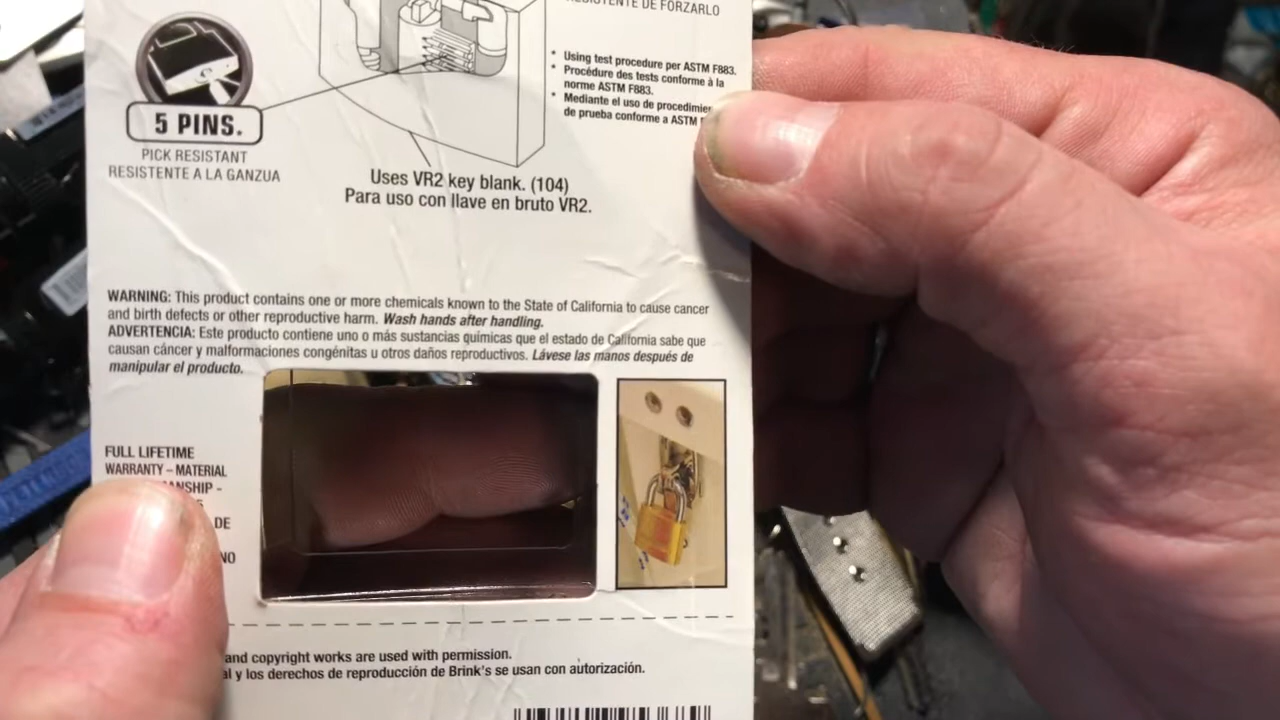 RESISTENTE DE FORZARLO
* Using test procedure per ASTM F883.
* Procédure des tests conforme à la
norme ASTM F883.
* Mediante el uso de
de prueba conforme a ASTM
5 PINS.
PICK RESISTANT
RESISTENTE A LA GANZUA
Uses VR2 key blank. (104)
Para uso con llave en bruto VR2.
WARNING: This product contains one or more chemicals known to the State of California to cause cancer
and birth defects or other reproductive harm. Wash hands after handling.
ADVERTENCIA: Este producto contiene uno o más sustancias químicas que el estado de California sabe que
causan cáncer y malformaciones congénitas u otros daños reproductivos. Lávese las manos después de
manipular el producto.
FULL LIFETIME
WARRANTY – MATERIAL
NSHIP -
DE
NO
and copyright works are used with permission.
al y los derechos de reproducción de Brink's se usan con autorización.